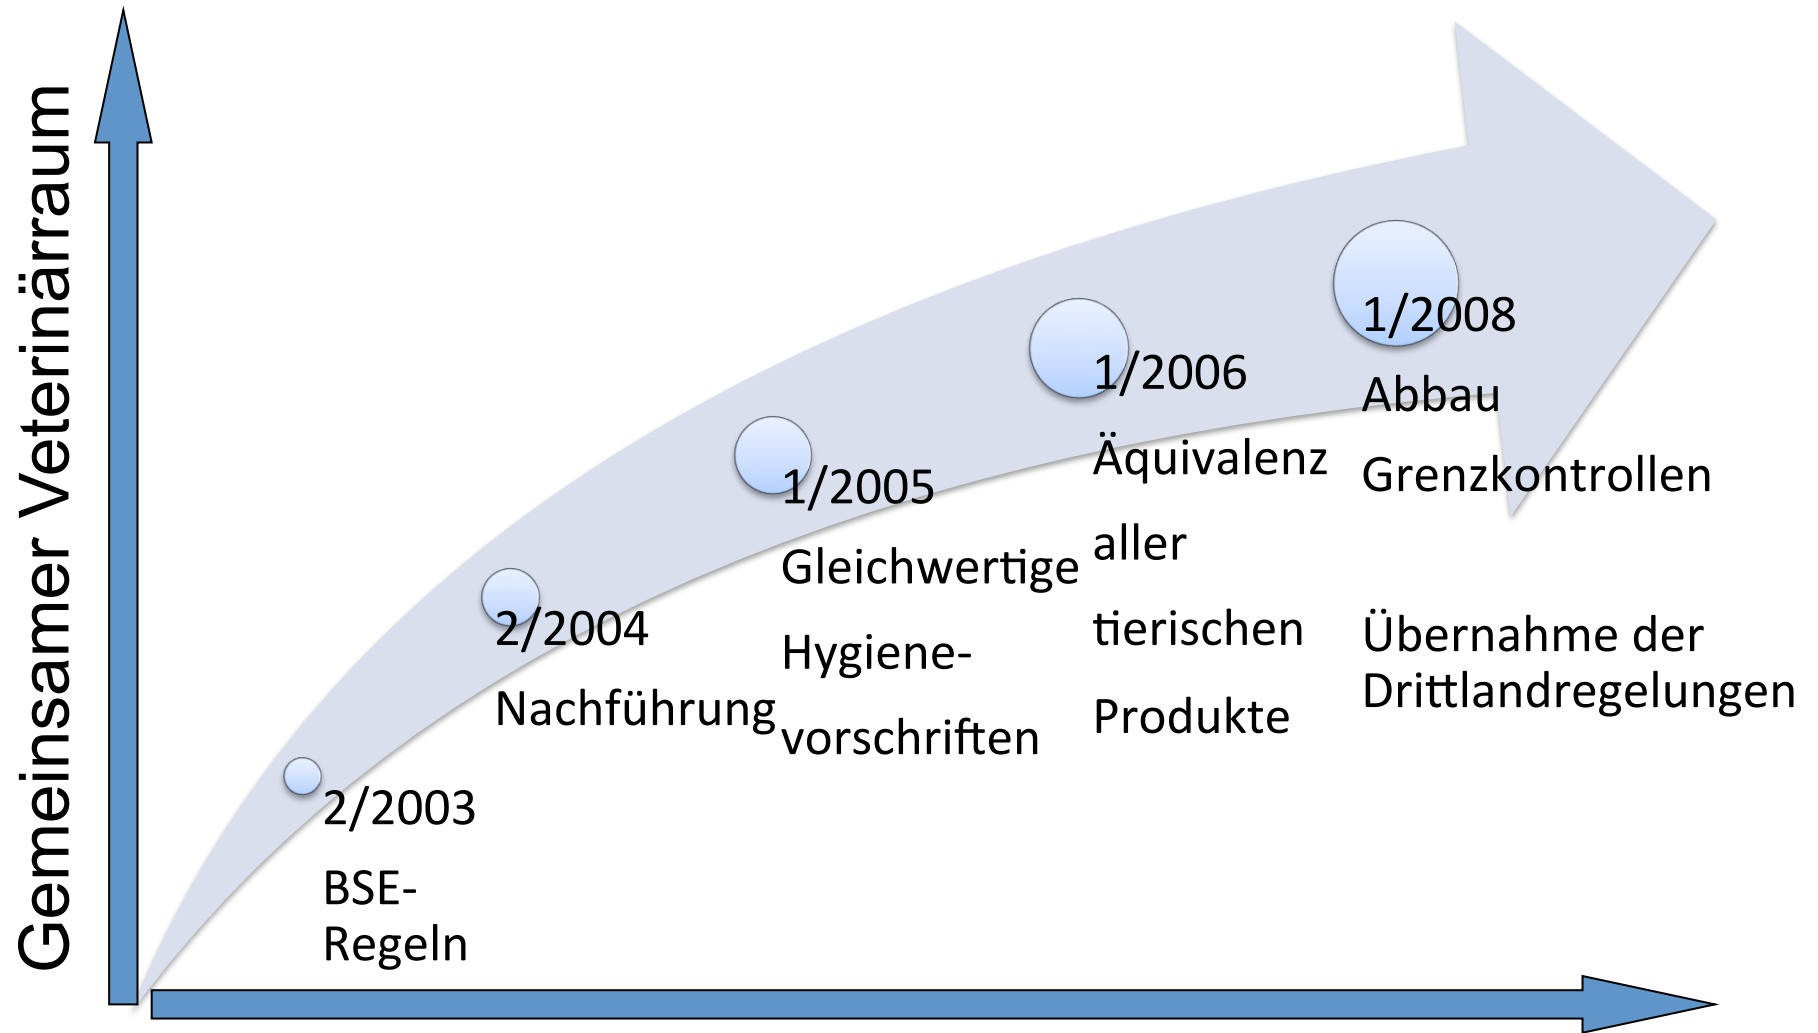 Gemeinsamer Veterinärraum
2/2003
BSE-
Regeln
2/2004
Nachführung
1/2005
Gleichwertige
Hygiene-
vorschriften
1/2006
Äquivalenz
aller
tierischen
Produkte
1/2008
Abbau
Grenzkontrollen
Übernahme der
Drittlandregelungen